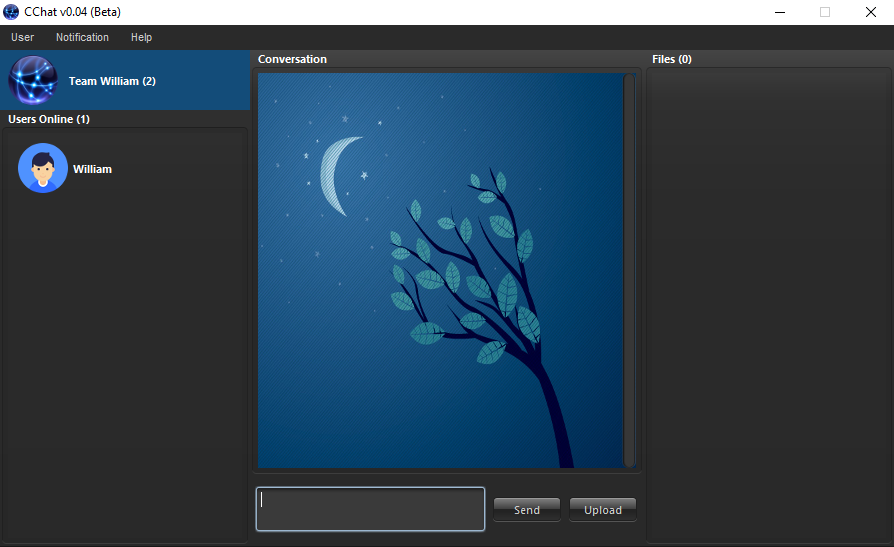 CChat v0.04 (Beta)
User Notification Help
Team William (2)
Users Online (1)
William
Conversation
Send Upload
Files (0)